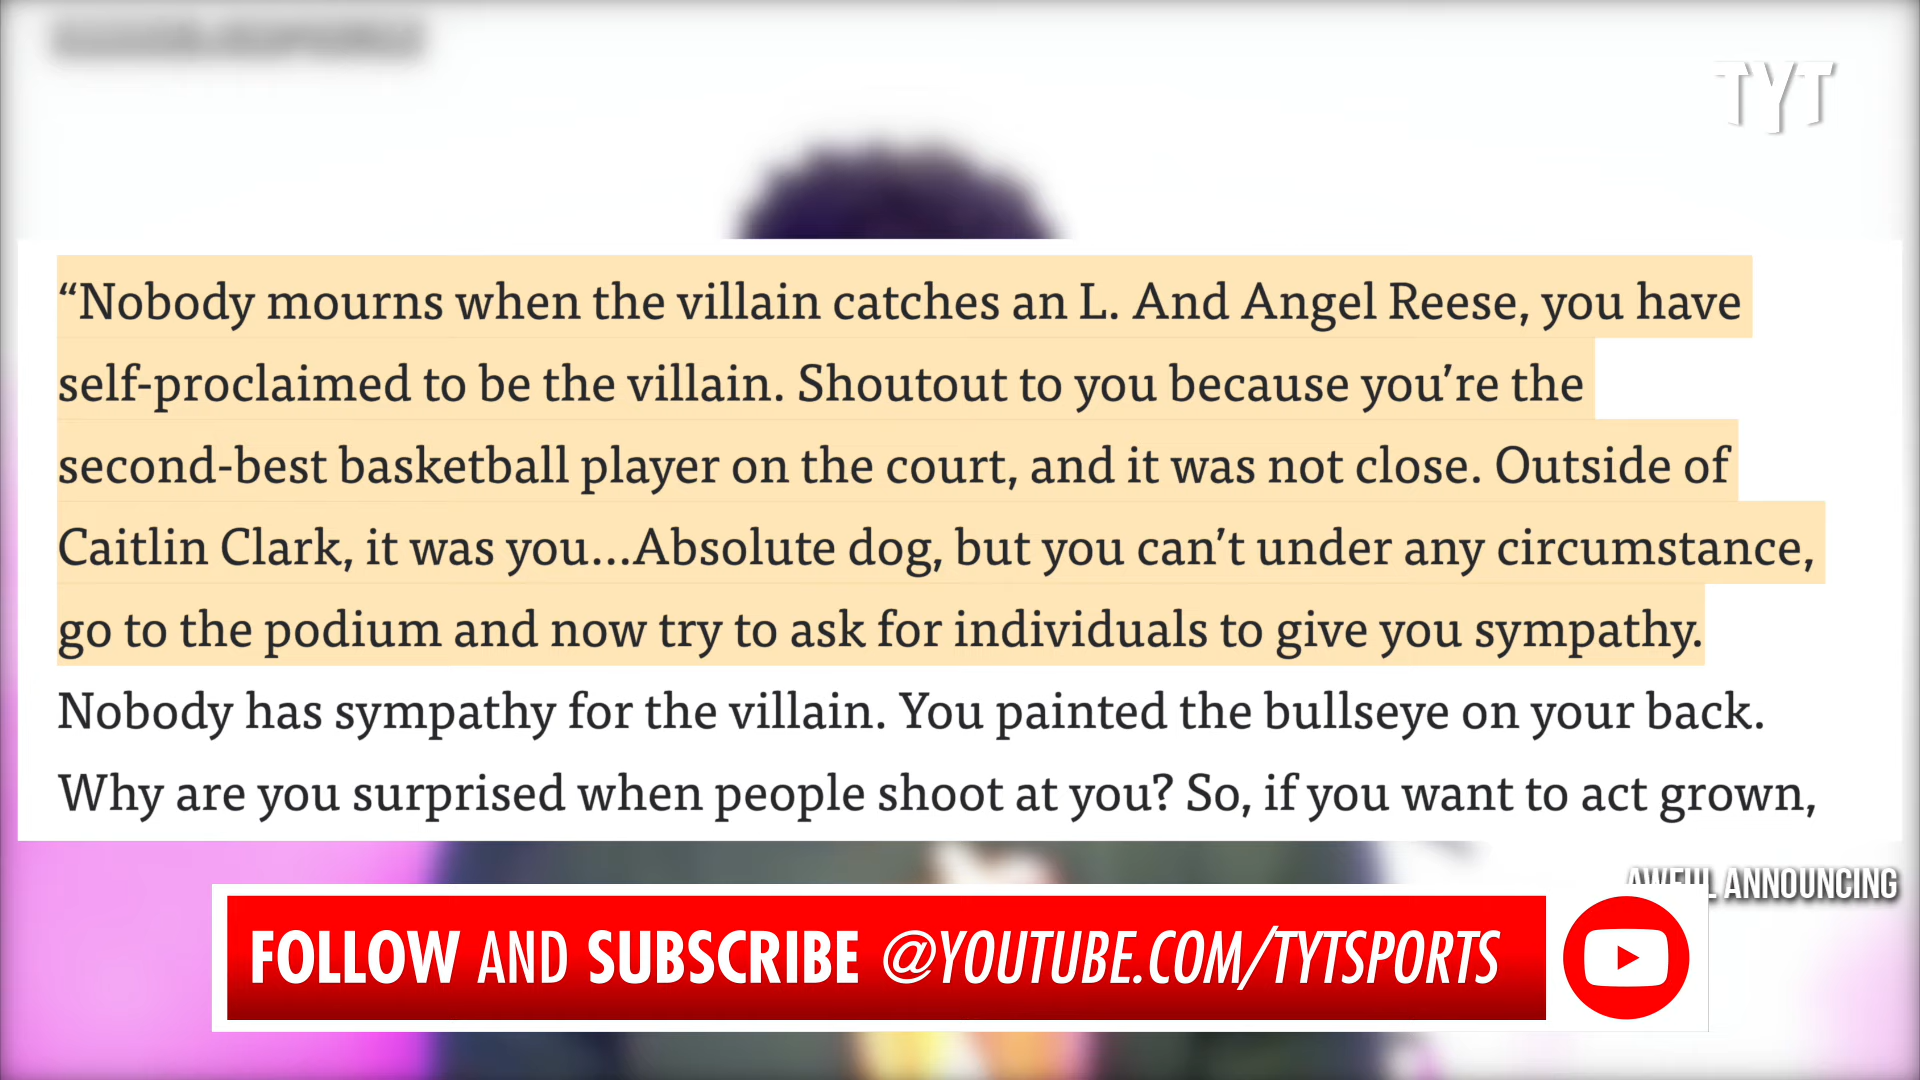 TYT
“Nobody mourns when the villain catches an L. And Angel Reese, you have
self-proclaimed to be the villain. Shoutout to you because you’re the
second-best basketball player on the court, and it was not close. Outside of
Caitlin Clark, it was you...Absolute dog, but you can’t under any circumstance,
go to the podium and now try to ask for individuals to give you sympathy.
Nobody has sympathy for the villain. You painted the bullseye on your back.
Why are you surprised when people shoot at you? So, if you want to act grown,
AWFUL ANNOUNCING
FOLLOW AND SUBSCRIBE @YOUTUBE.COM/TYTSPORTS